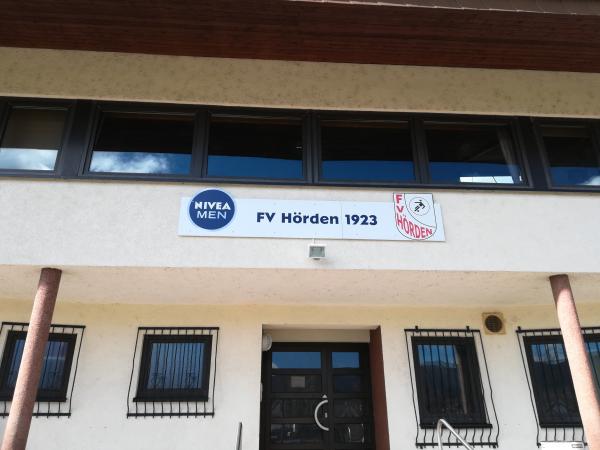 NIVEA
MEN
FV Hörden 1923
FV
HÖRDEN